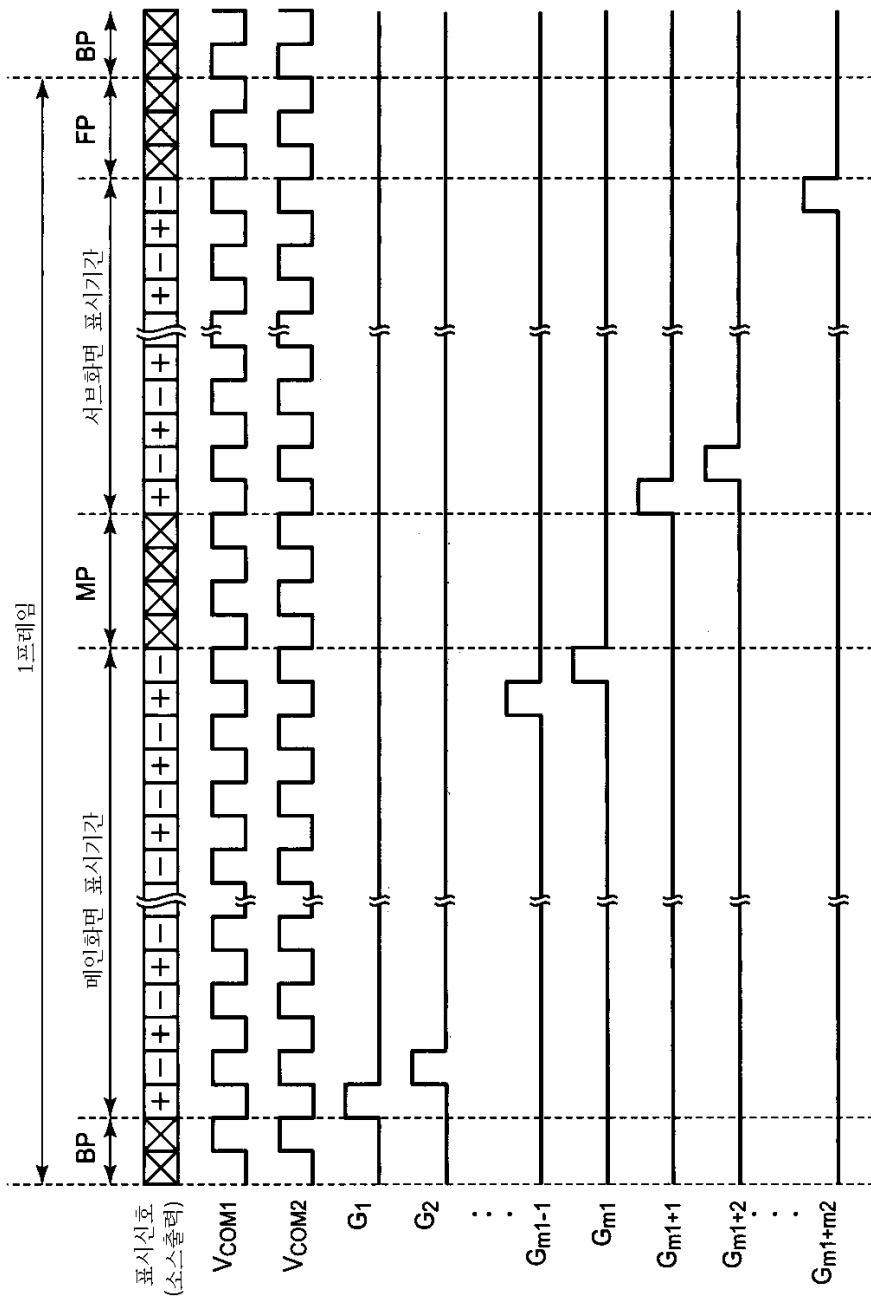 1프레임
BP
메인화면 표시기간
MP
서브화면 표시기간
FP
BP
표시신호
(소스출력)
+ − + − + − − + − + − + − + − + − + + − + −
VCOM1
VCOM2
G1
G2
Gm1-1
Gm1
Gm1+1
Gm1+2
Gm1+m2